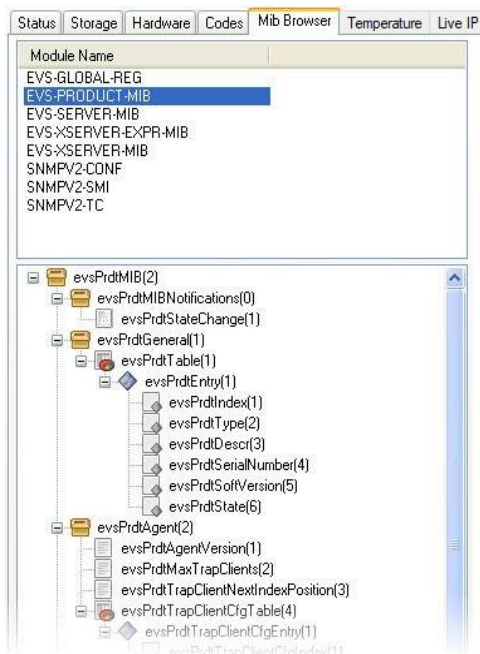 Status Storage Hardware Codes Mib Browser Temperature Live IP
Module Name
EVS-GLOBAL-REG
EVS-PRODUCT-MIB
EVS-SERVER-MIB
EVS-XSERVER-EXPR-MIB
EVS-XSERVER-MIB
SNMPV2-CONF
SNMPV2-SMI
SNMPV2-TC
evsPrdtMIB(2)
evsPrdtMIBNotifications(0)
evsPrdtStateChange(1)
evsPrdtGeneral(1)
evsPrdtTable(1)
evsPrdtEntry(1)
evsPrdtIndex(1)
evsPrdtType(2)
evsPrdtDescr(3)
evsPrdtSerialNumber(4)
evsPrdtSoftVersion(5)
evsPrdtState(6)
evsPrdtAgent(2)
evsPrdtAgentVersion(1)
evsPrdtMaxTrapClients(2)
evsPrdtTrapClientNextIndexPosition(3)
evsPrdtTrapClientCfgTable(4)
evsPrdtTrapClientCfgEntry(1)
evsPrdtTrapClientCfgIndex(1)